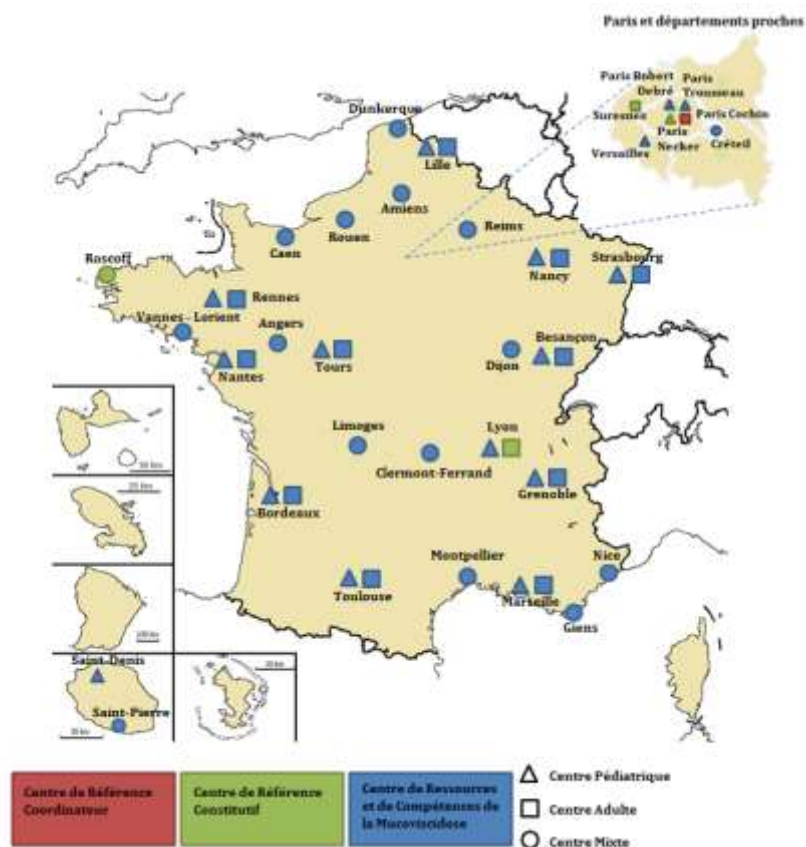 Paris et départements proches
Paris Robert
Debré
Paris
Trousseau
Suresnes
Paris Cochin
Paris
Necker
Créteil
Versailles
Dunkerque
Lille
Amiens
Rouen
Reims
Caen
Roscoff
Nancy
Strasbourg
Rennes
Vannes - Lorient
Angers
Besançon
Nantes
Tours
Dijon
Limoges
Lyon
Clermont-Ferrand
Grenoble
Bordeaux
Montpellier
Nice
Toulouse
Marseille
Giens
Saint-Denis
Saint-Pierre
Centre de Référence
Coordinateur
Centre de Référence
Constitutif
Centre de Ressources
et de Compétences de
la Mucoviscidose
Centre Pédiatrique
Centre Adulte
Centre Mixte